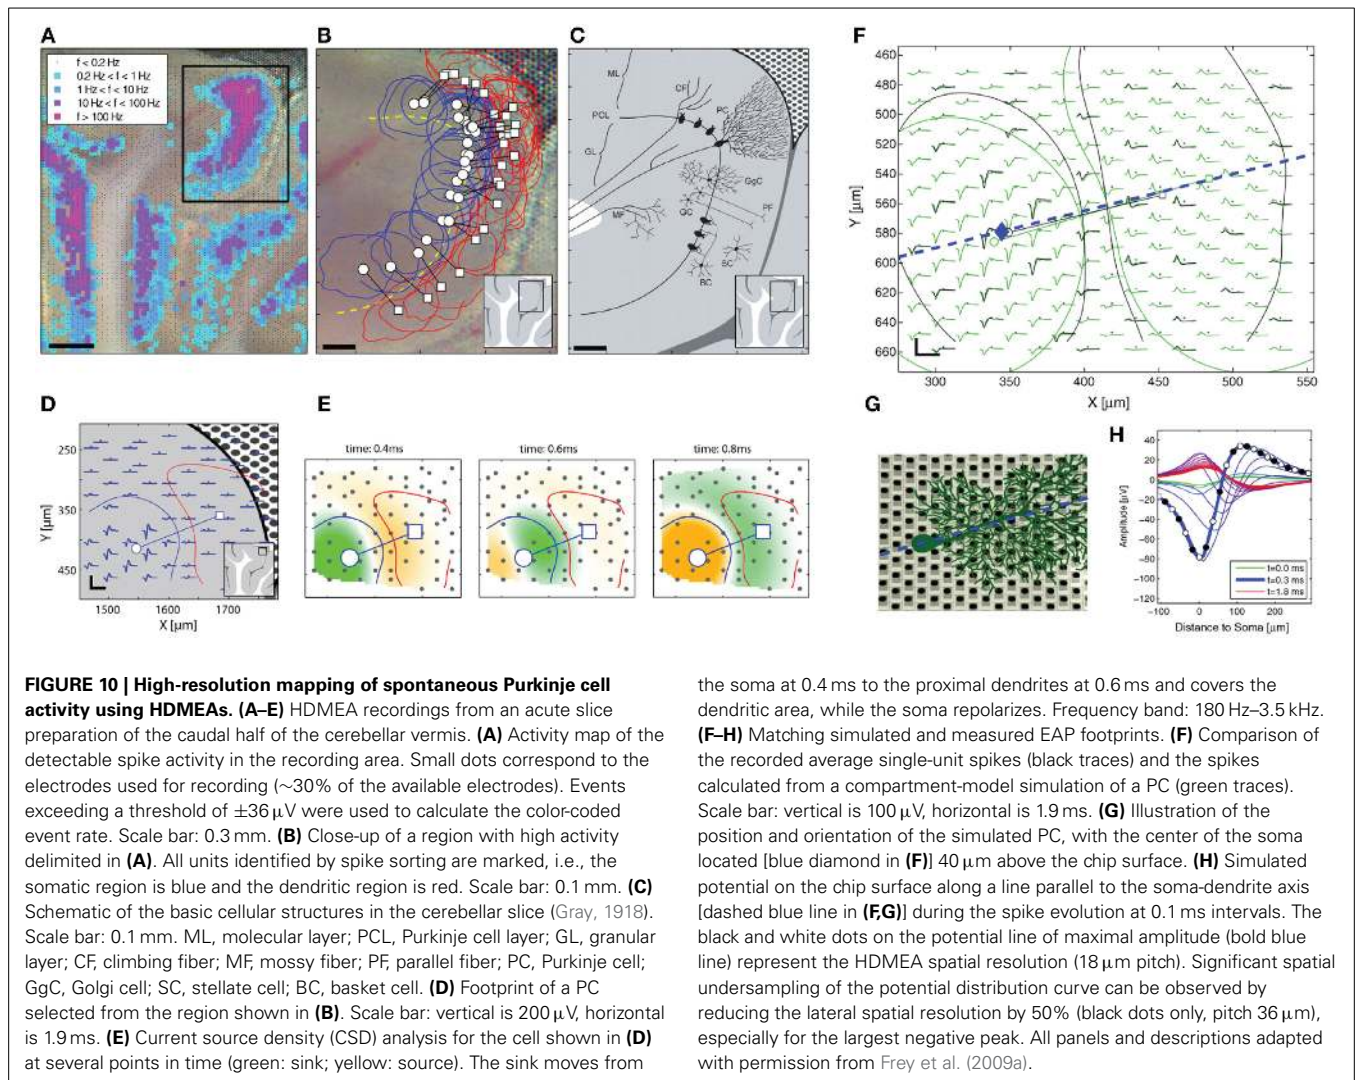 A
B
C
F
f < 0.2 Hz
0.2 Hz < f < 1 Hz
1 Hz < f < 10 Hz
10 Hz < f < 100 Hz
f > 100 Hz
ML
CF
PC
PCL
GL
GgC
MF
GC
PF
SC
BC
460
480
500
520
540
560
580
600
620
640
660
Y [µm]
300
350
400
450
500
550
X [µm]
D
E
G
H
250
350
450
Y [µm]
1500
1600
1700
X [µm]
time: 0.4ms
time: 0.6ms
time: 0.8ms
40
20
0
−20
−40
−60
−80
−100
−120
Amplitude [µV]
t=0.0 ms
t=0.3 ms
t=1.8 ms
−100
0
100
200
Distance to Soma [µm]
FIGURE 10 | High-resolution mapping of spontaneous Purkinje cell
activity using HDMEAs. (A–E) HDMEA recordings from an acute slice
preparation of the caudal half of the cerebellar vermis. (A) Activity map of the
detectable spike activity in the recording area. Small dots correspond to the
electrodes used for recording (∼30% of the available electrodes). Events
exceeding a threshold of ±36 µV were used to calculate the color-coded
event rate. Scale bar: 0.3 mm. (B) Close-up of a region with high activity
delimited in (A). All units identified by spike sorting are marked, i.e., the
somatic region is blue and the dendritic region is red. Scale bar: 0.1 mm. (C)
Schematic of the basic cellular structures in the cerebellar slice (Gray, 1918).
Scale bar: 0.1 mm. ML, molecular layer; PCL, Purkinje cell layer; GL, granular
layer; CF, climbing fiber; MF, mossy fiber; PF, parallel fiber; PC, Purkinje cell;
GgC, Golgi cell; SC, stellate cell; BC, basket cell. (D) Footprint of a PC
selected from the region shown in (B). Scale bar: vertical is 200 µV, horizontal
is 1.9 ms. (E) Current source density (CSD) analysis for the cell shown in (D)
at several points in time (green: sink; yellow: source). The sink moves from
the soma at 0.4 ms to the proximal dendrites at 0.6 ms and covers the
dendritic area, while the soma repolarizes. Frequency band: 180 Hz–3.5 kHz.
(F–H) Matching simulated and measured EAP footprints. (F) Comparison of
the recorded average single-unit spikes (black traces) and the spikes
calculated from a compartment-model simulation of a PC (green traces).
Scale bar: vertical is 100 µV, horizontal is 1.9 ms. (G) Illustration of the
position and orientation of the simulated PC, with the center of the soma
located [blue diamond in (F)] 40 µm above the chip surface. (H) Simulated
potential on the chip surface along a line parallel to the soma-dendrite axis
[dashed blue line in (F,G)] during the spike evolution at 0.1 ms intervals. The
black and white dots on the potential line of maximal amplitude (bold blue
line) represent the HDMEA spatial resolution (18 µm pitch). Significant spatial
undersampling of the potential distribution curve can be observed by
reducing the lateral spatial resolution by 50% (black dots only, pitch 36 µm),
especially for the largest negative peak. All panels and descriptions adapted
with permission from Frey et al. (2009a).